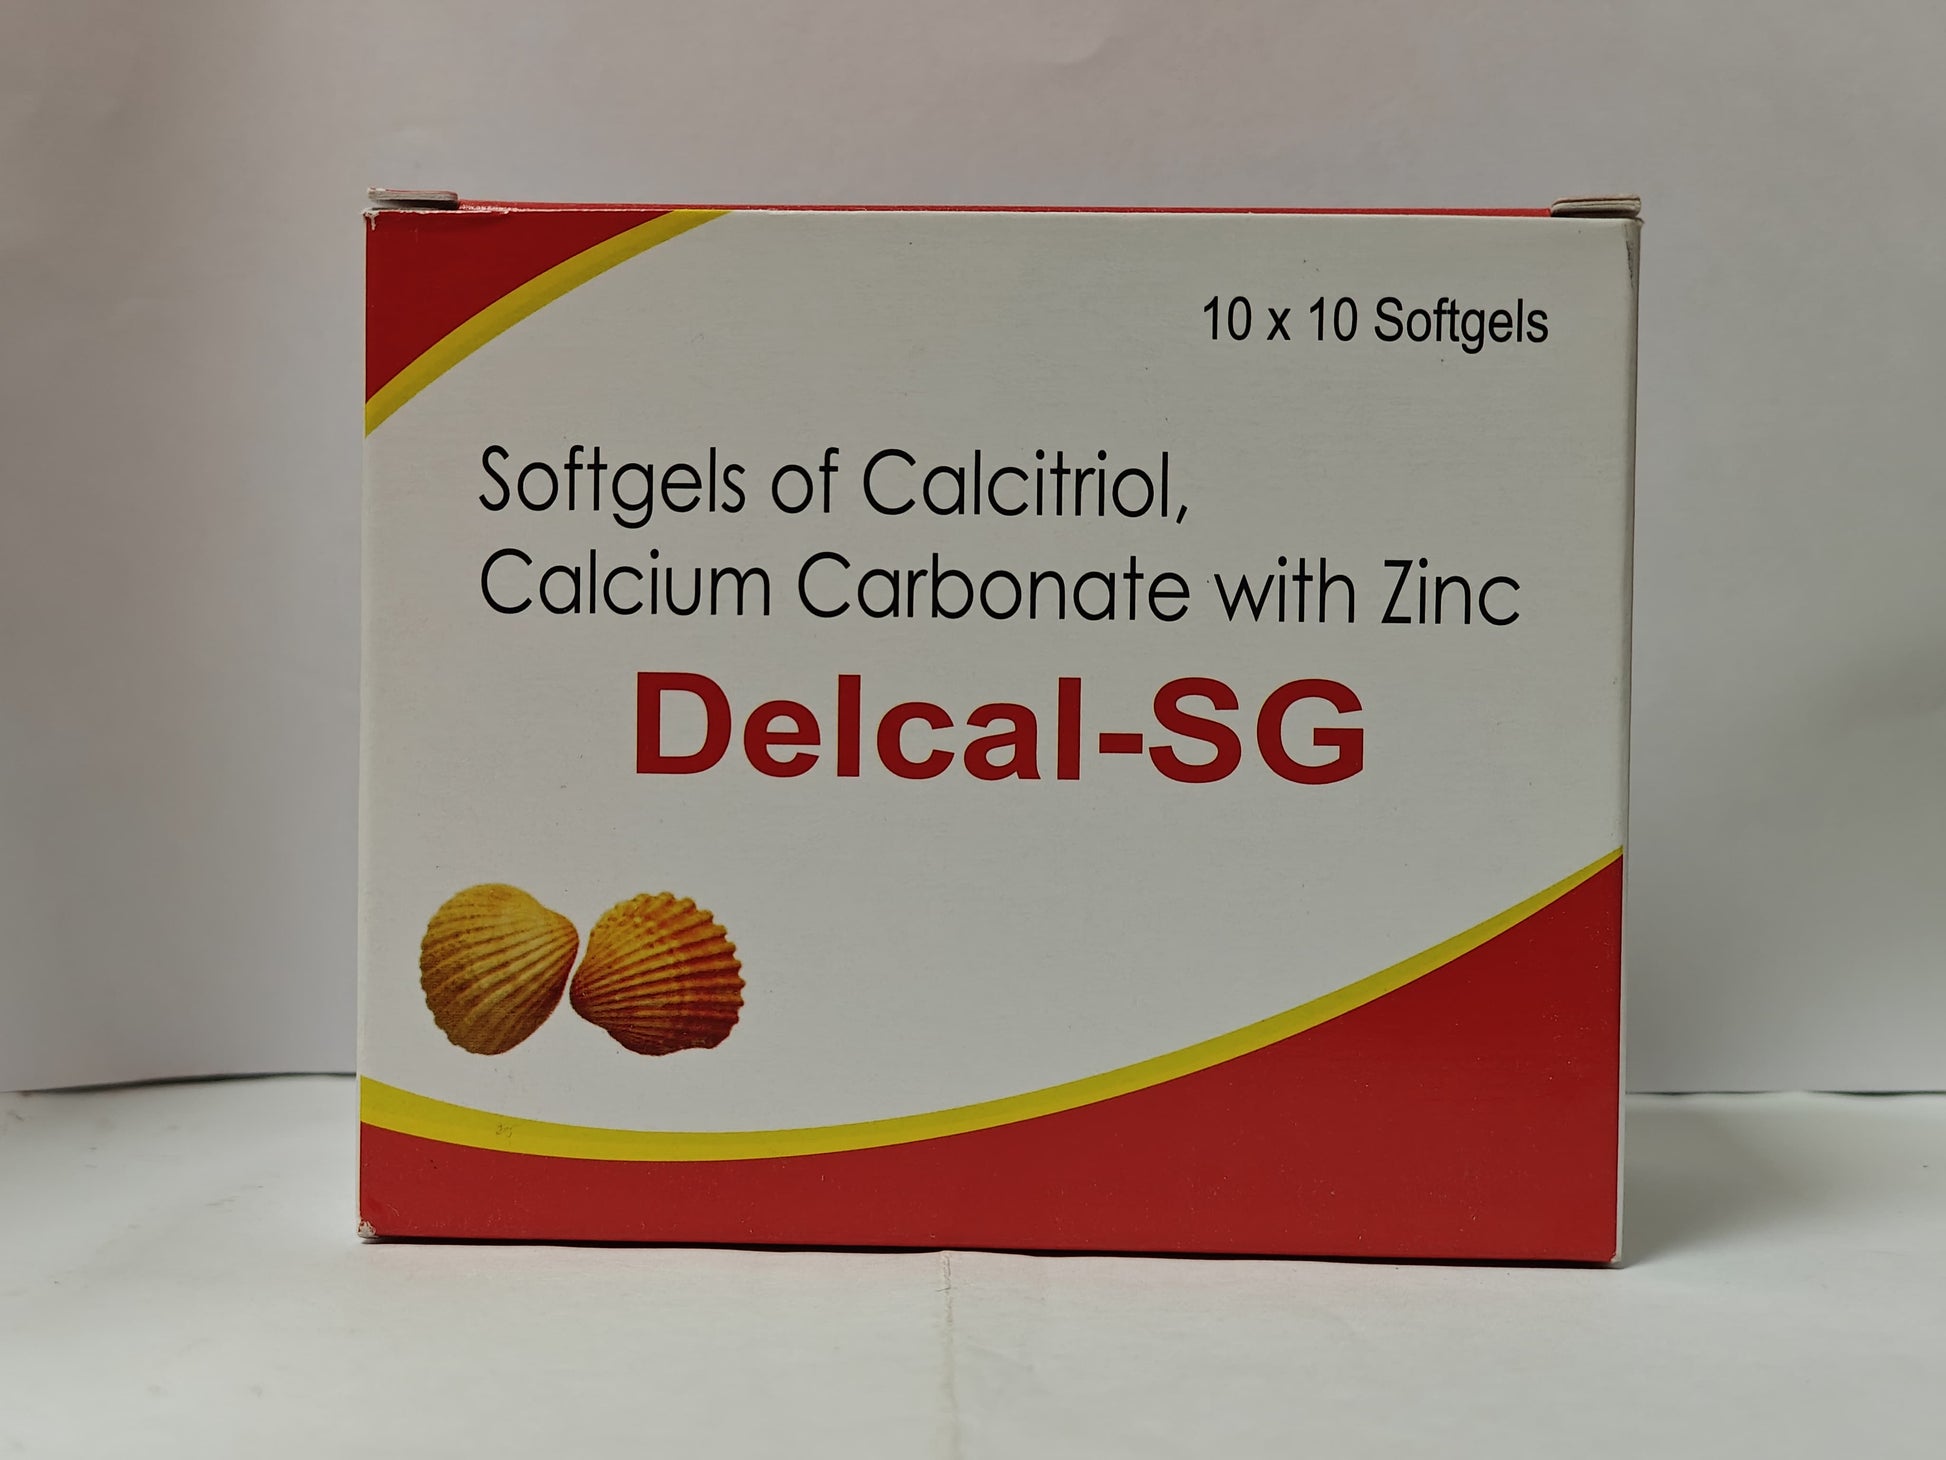 10 x 10 Softgels
Softgels of Calcitriol,
Calcium Carbonate with Zinc
Delcal-SG